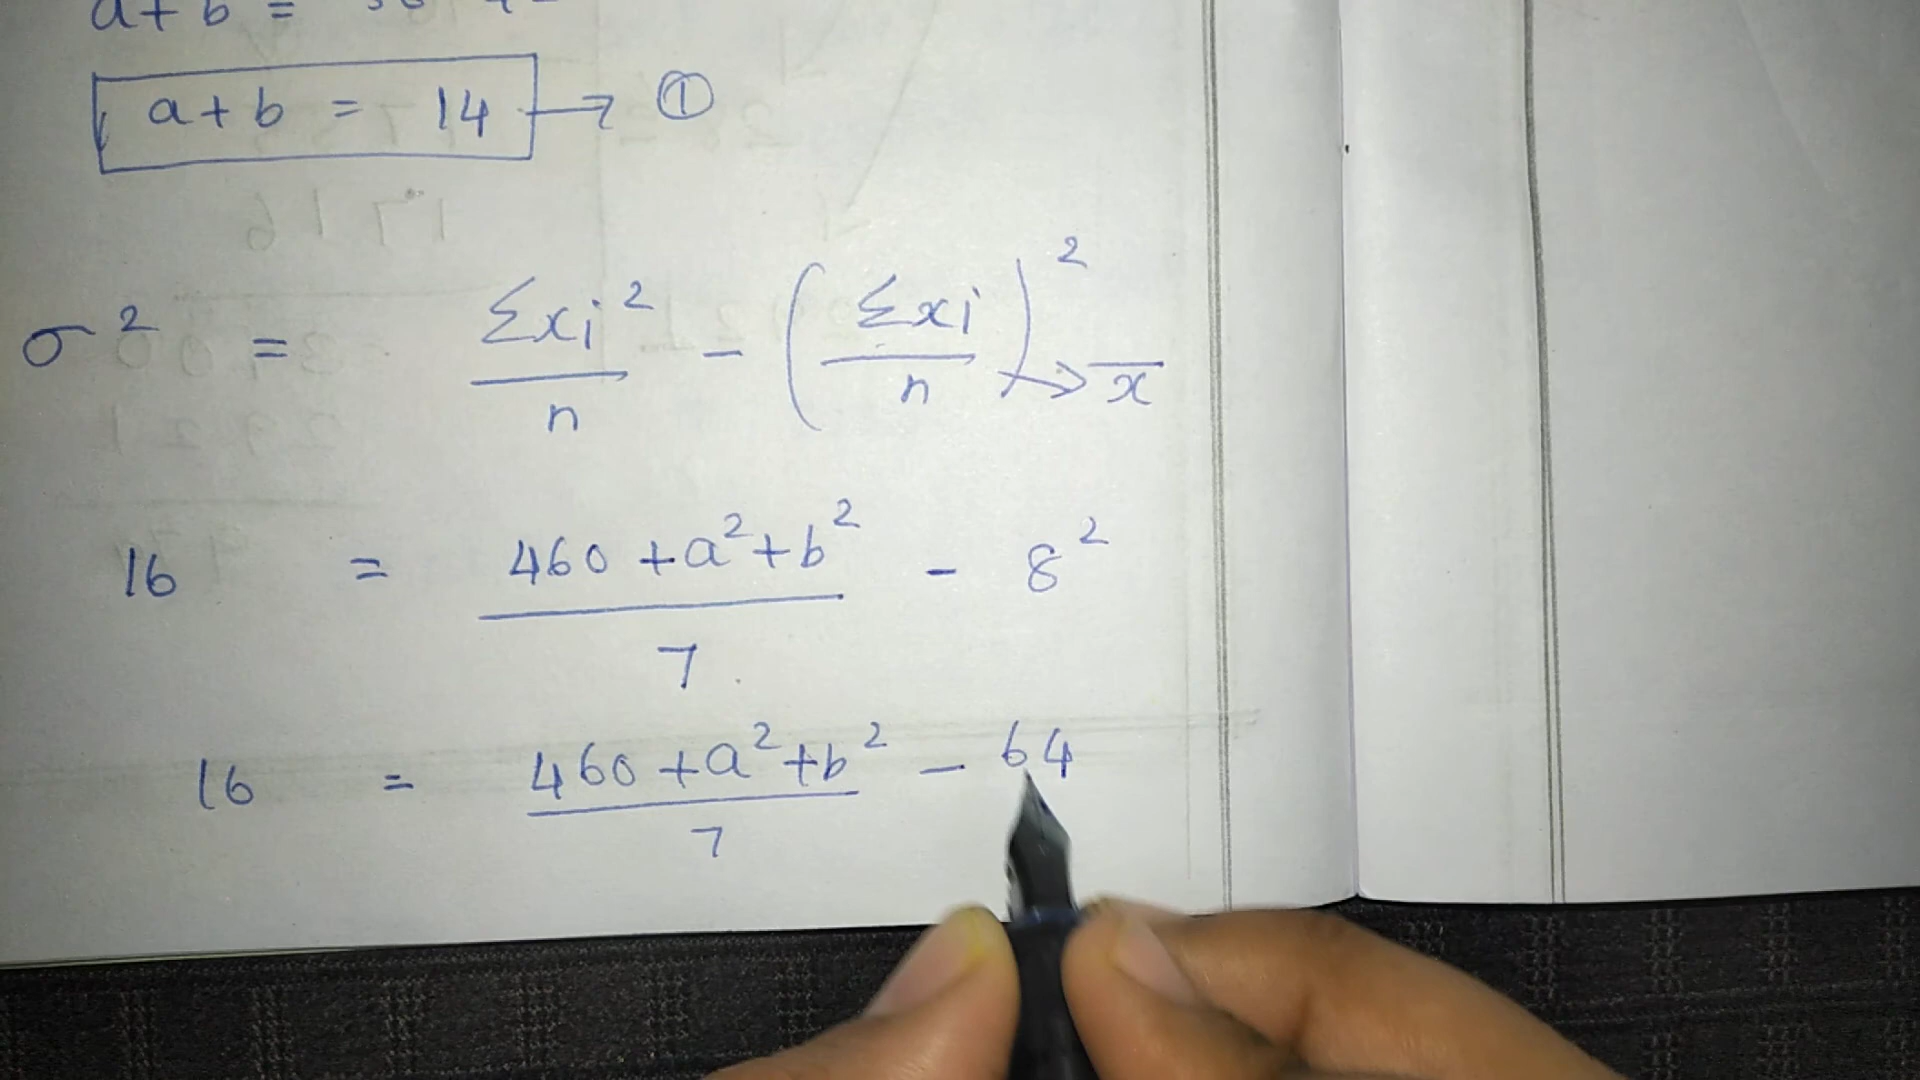 a+b =
a+b = 14 → ①
σ² = Σxi²/n - (Σxi/n)² → x̄
16 = 460+a²+b²/7 - 8²
16 = 460+a²+b²/7 - 64